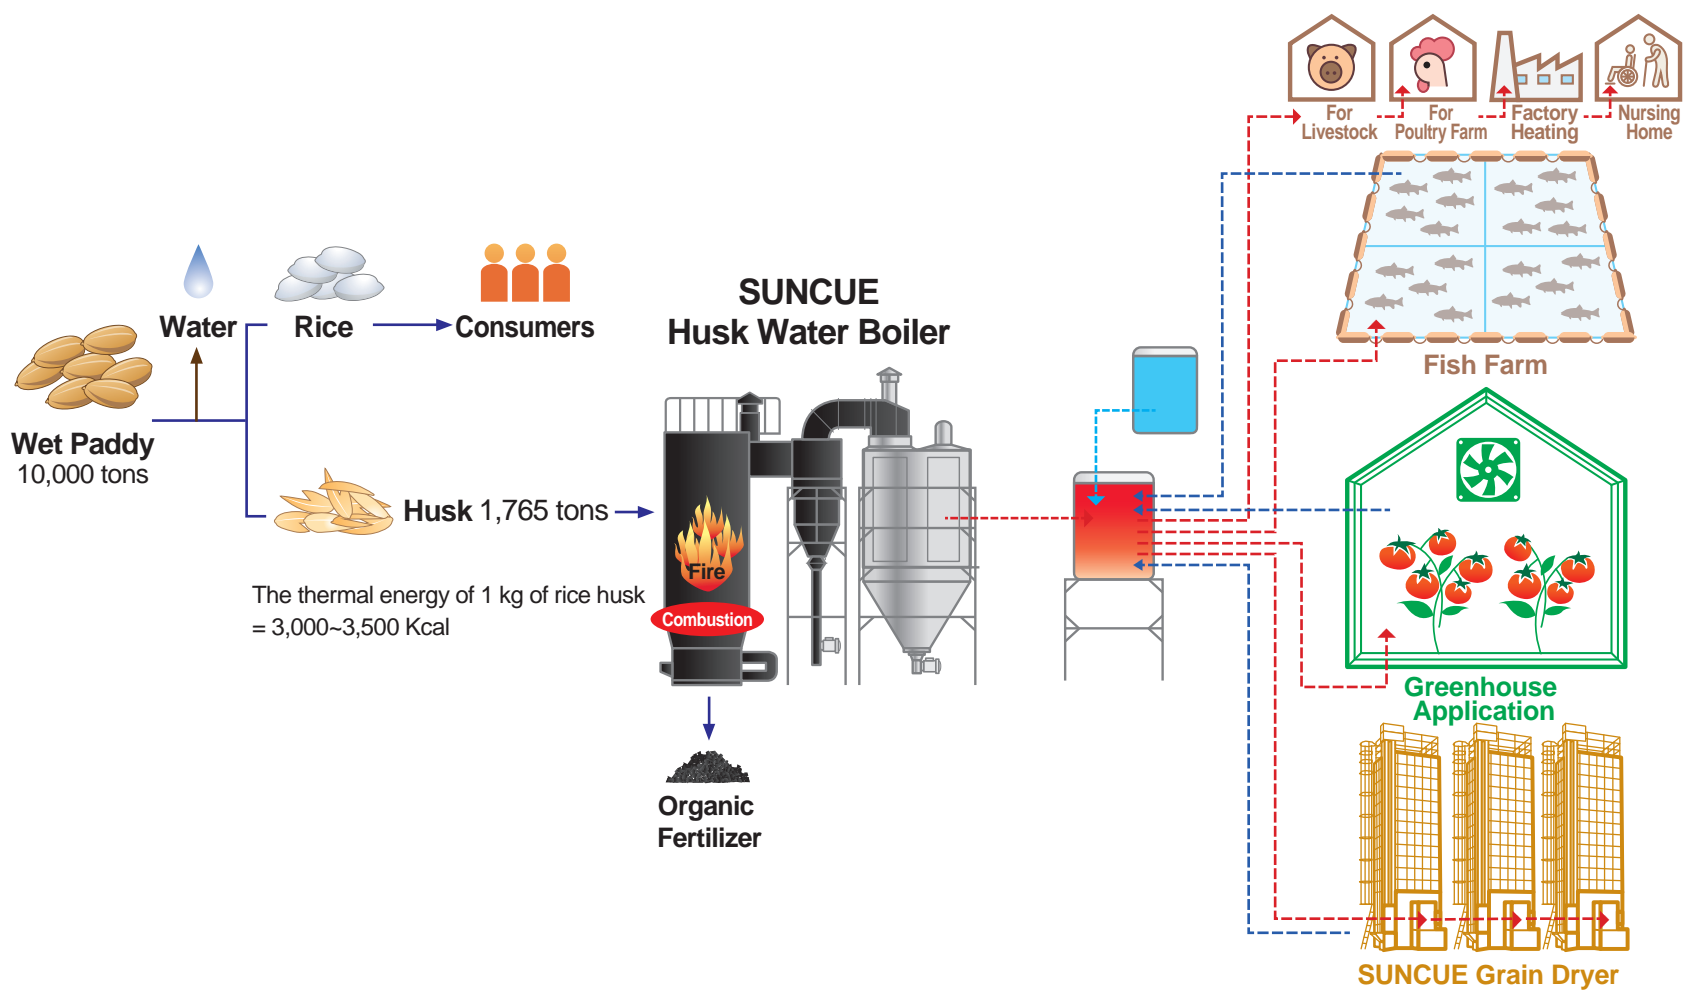 For
Livestock
For
Poultry Farm
Factory
Heating
Nursing
Home
Water
Rice
Consumers
SUNCUE
Husk Water Boiler
Fish Farm
Wet Paddy
10,000 tons
Husk 1,765 tons
Fire
The thermal energy of 1 kg of rice husk
= 3,000~3,500 Kcal
Combustion
Greenhouse
Application
Organic
Fertilizer
SUNCUE Grain Dryer